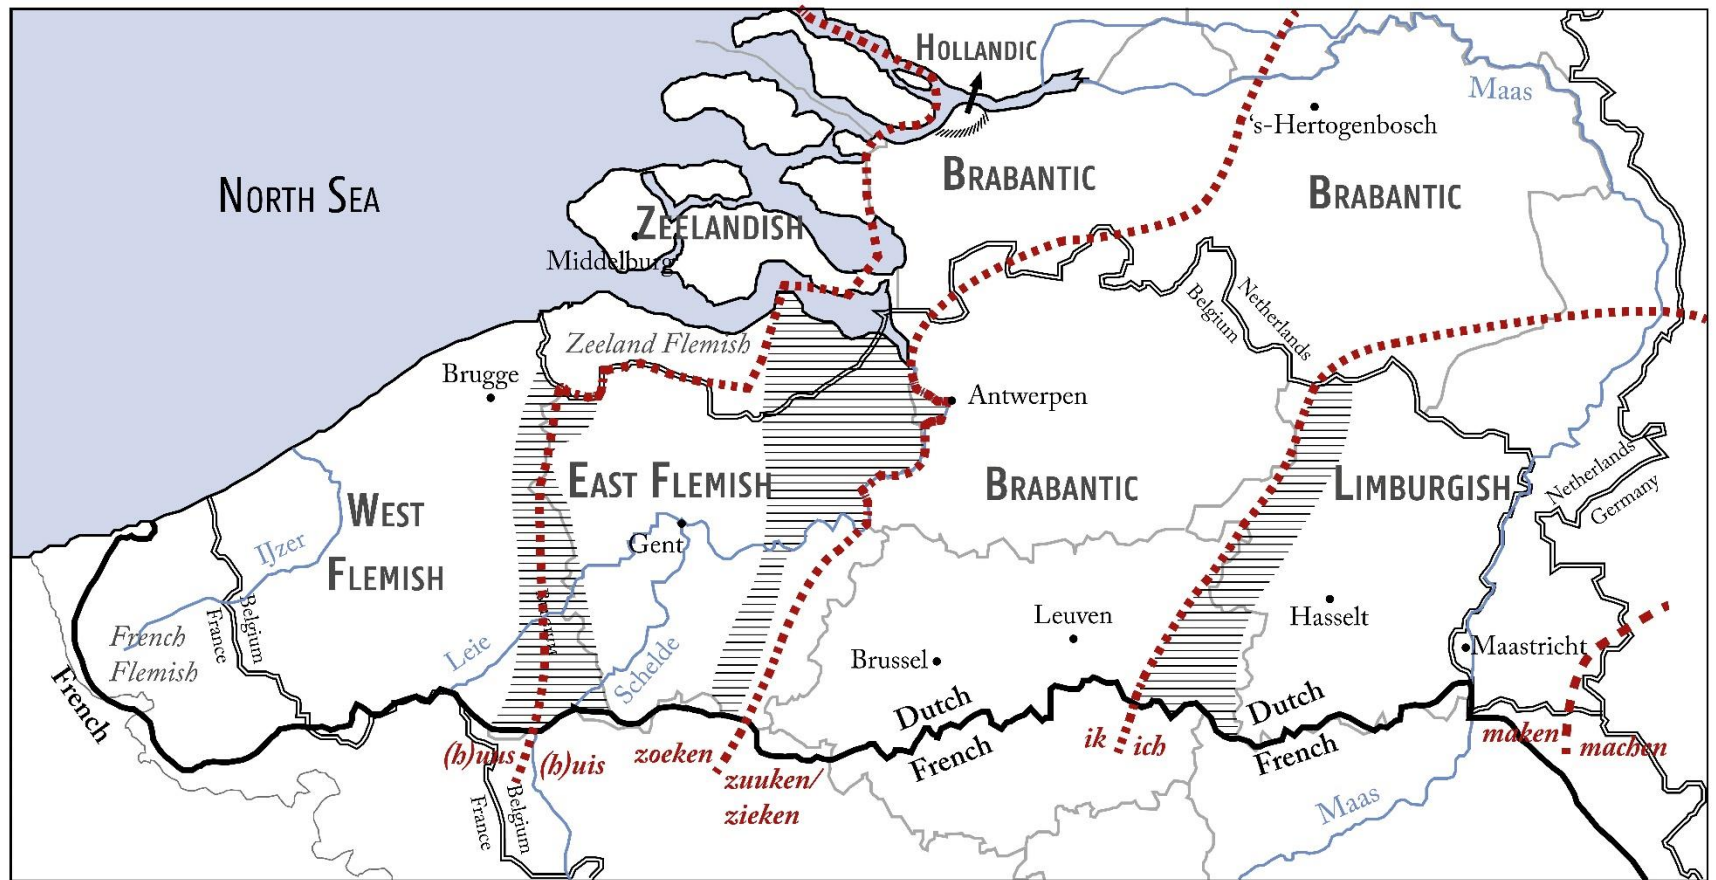 HOLLANDIC
Maas
's-Hertogenbosch
BRABANTIC
BRABANTIC
NORTH SEA
ZEELANDISH
Middelburg
Netherlands
Belgium
Zeeland Flemish
Brugge
Antwerpen
WEST
FLEMISH
EAST FLEMISH
BRABANTIC
LIMBURGISH
Netherlands
Germany
IJzer
Gent
Belgium
France
French
Flemish
Leie
Schelde
Leuven
Hasselt
Brussel
Maastricht
French
Dutch
French
Dutch
French
(h)uus
(h)uis
zoeken
zuuken/
zieken
ik
ich
maken
machen
France
Belgium
Maas